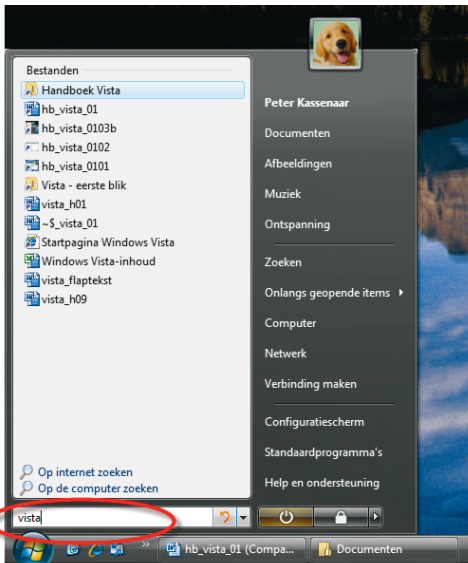 Bestanden
Handboek Vista
hb_vista_01
hb_vista_0103b
hb_vista_0102
hb_vista_0101
Vista - eerste blik
vista_h01
~$_vista_01
Startpagina Windows Vista
Windows Vista-inhoud
vista_flaptekst
vista_h09
Op internet zoeken
Op de computer zoeken
vista
Peter Kassenaar
Documenten
Afbeeldingen
Muziek
Ontspanning
Zoeken
Onlangs geopende items
Computer
Netwerk
Verbinding maken
Configuratiescherm
Standaardprogramma's
Help en ondersteuning
hb_vista_01 (Compa...
Documenten